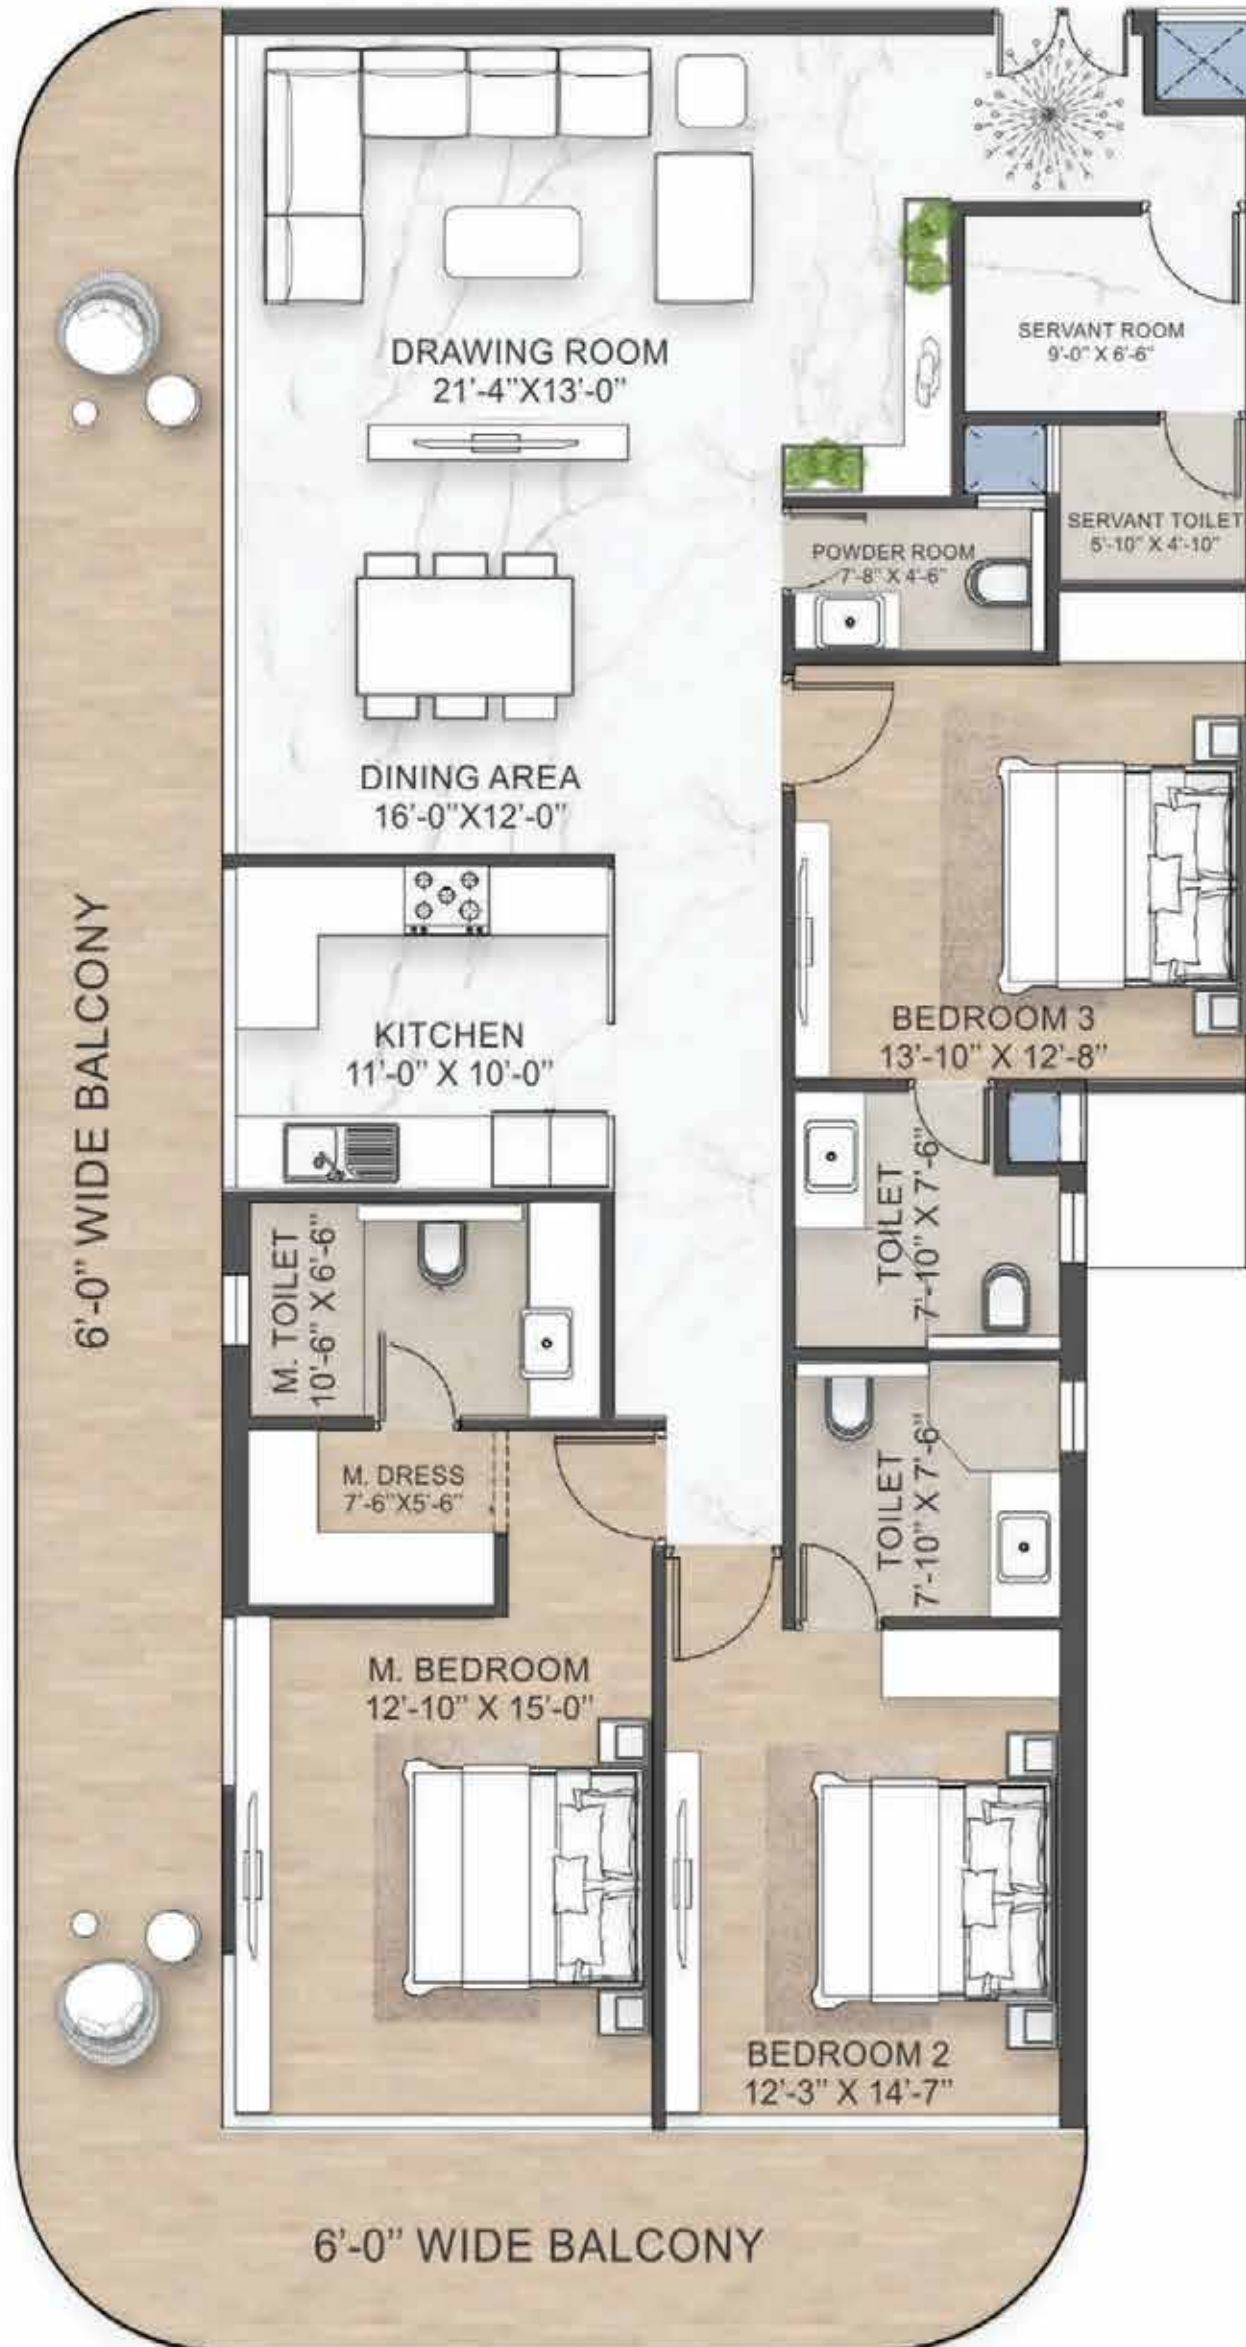 DRAWING ROOM
21'-4"X13'-0"
SERVANT ROOM
9'-0" X 6'-6"
SERVANT TOILET
5'-10" X 4'-10"
POWDER ROOM
7'-8" X 4'-6"
DINING AREA
16'-0"X12'-0"
6'-0" WIDE BALCONY
KITCHEN
11'-0" X 10'-0"
BEDROOM 3
13'-10" X 12'-8"
M. TOILET
10'-6" X 6'-6"
TOILET
7'-10" X 7'-6"
M. DRESS
7'-6"X5'-6"
TOILET
7'-10" X 7'-6"
M. BEDROOM
12'-10" X 15'-0"
BEDROOM 2
12'-3" X 14'-7"
6'-0" WIDE BALCONY